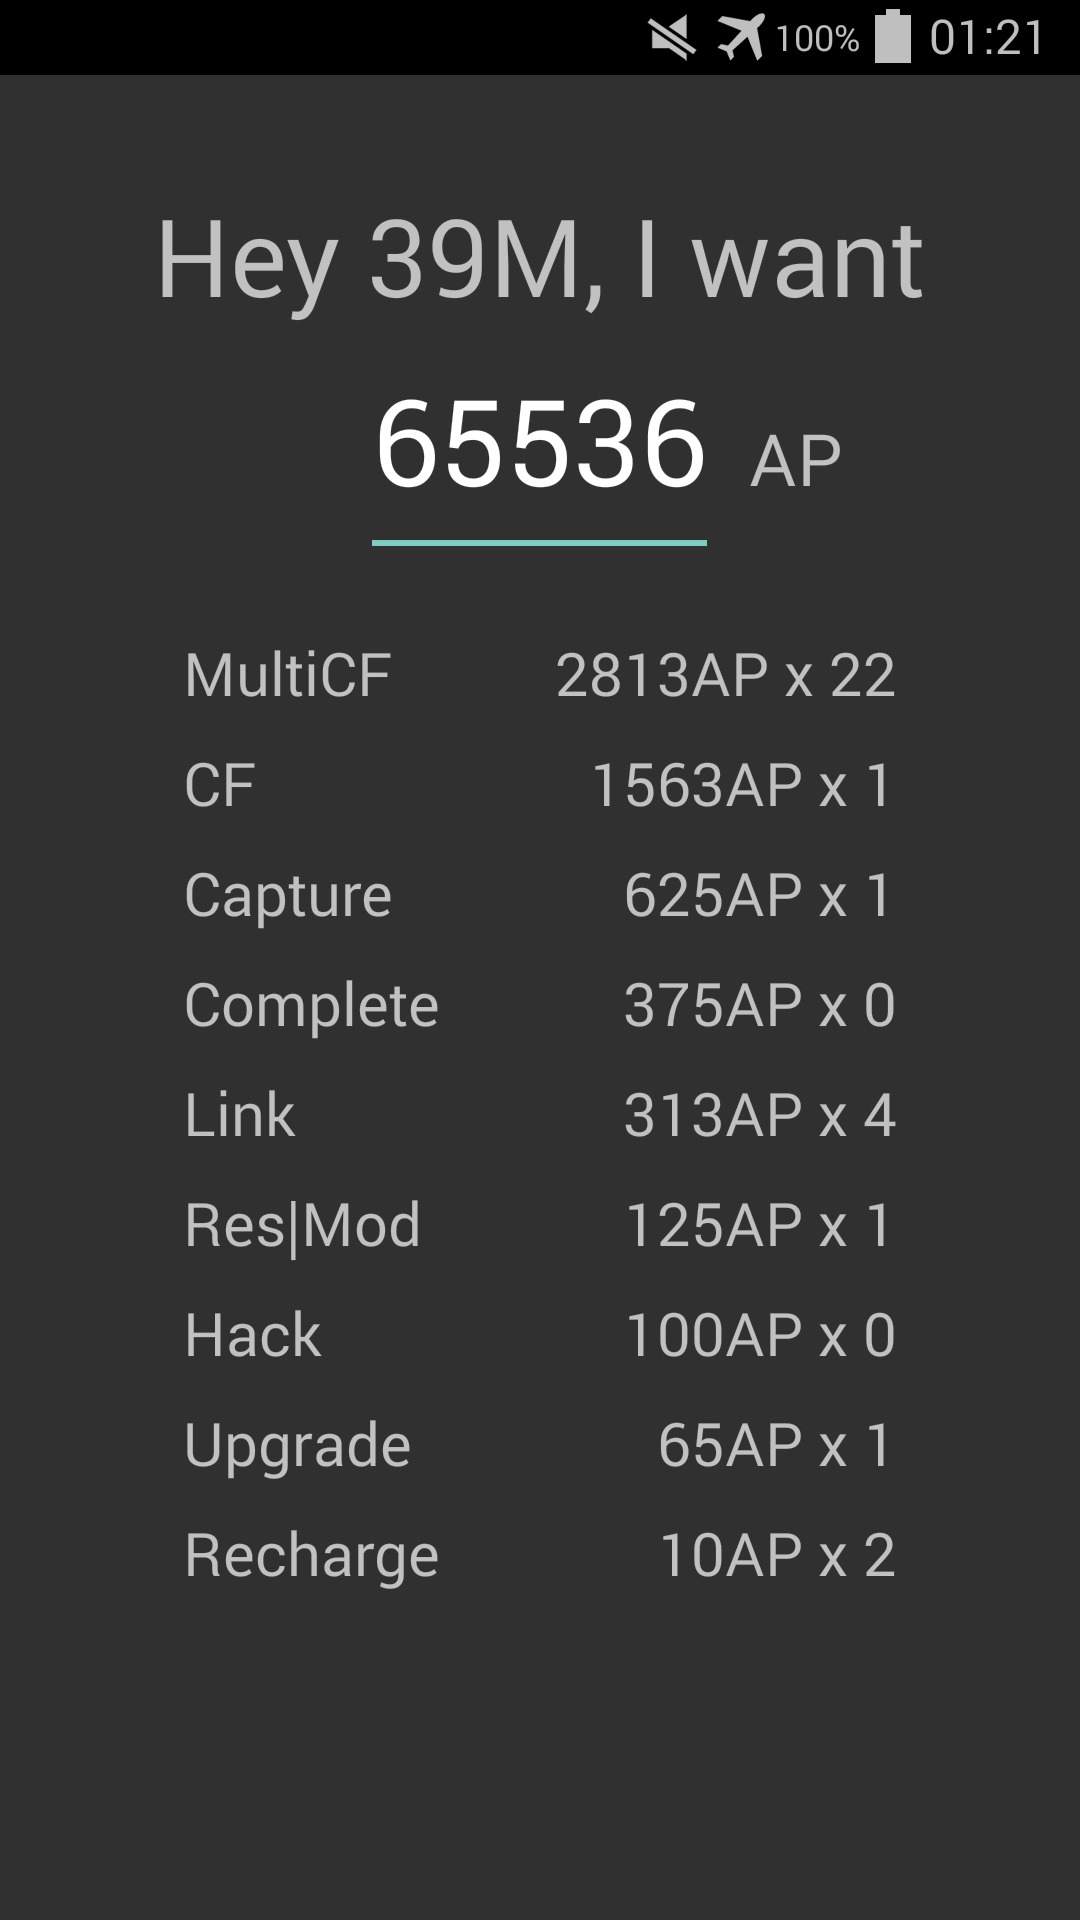 100% 01:21
Hey 39M, I want
65536 AP
MultiCF 2813AP x 22
CF 1563AP x 1
Capture 625AP x 1
Complete 375AP x 0
Link 313AP x 4
Res|Mod 125AP x 1
Hack 100AP x 0
Upgrade 65AP x 1
Recharge 10AP x 2